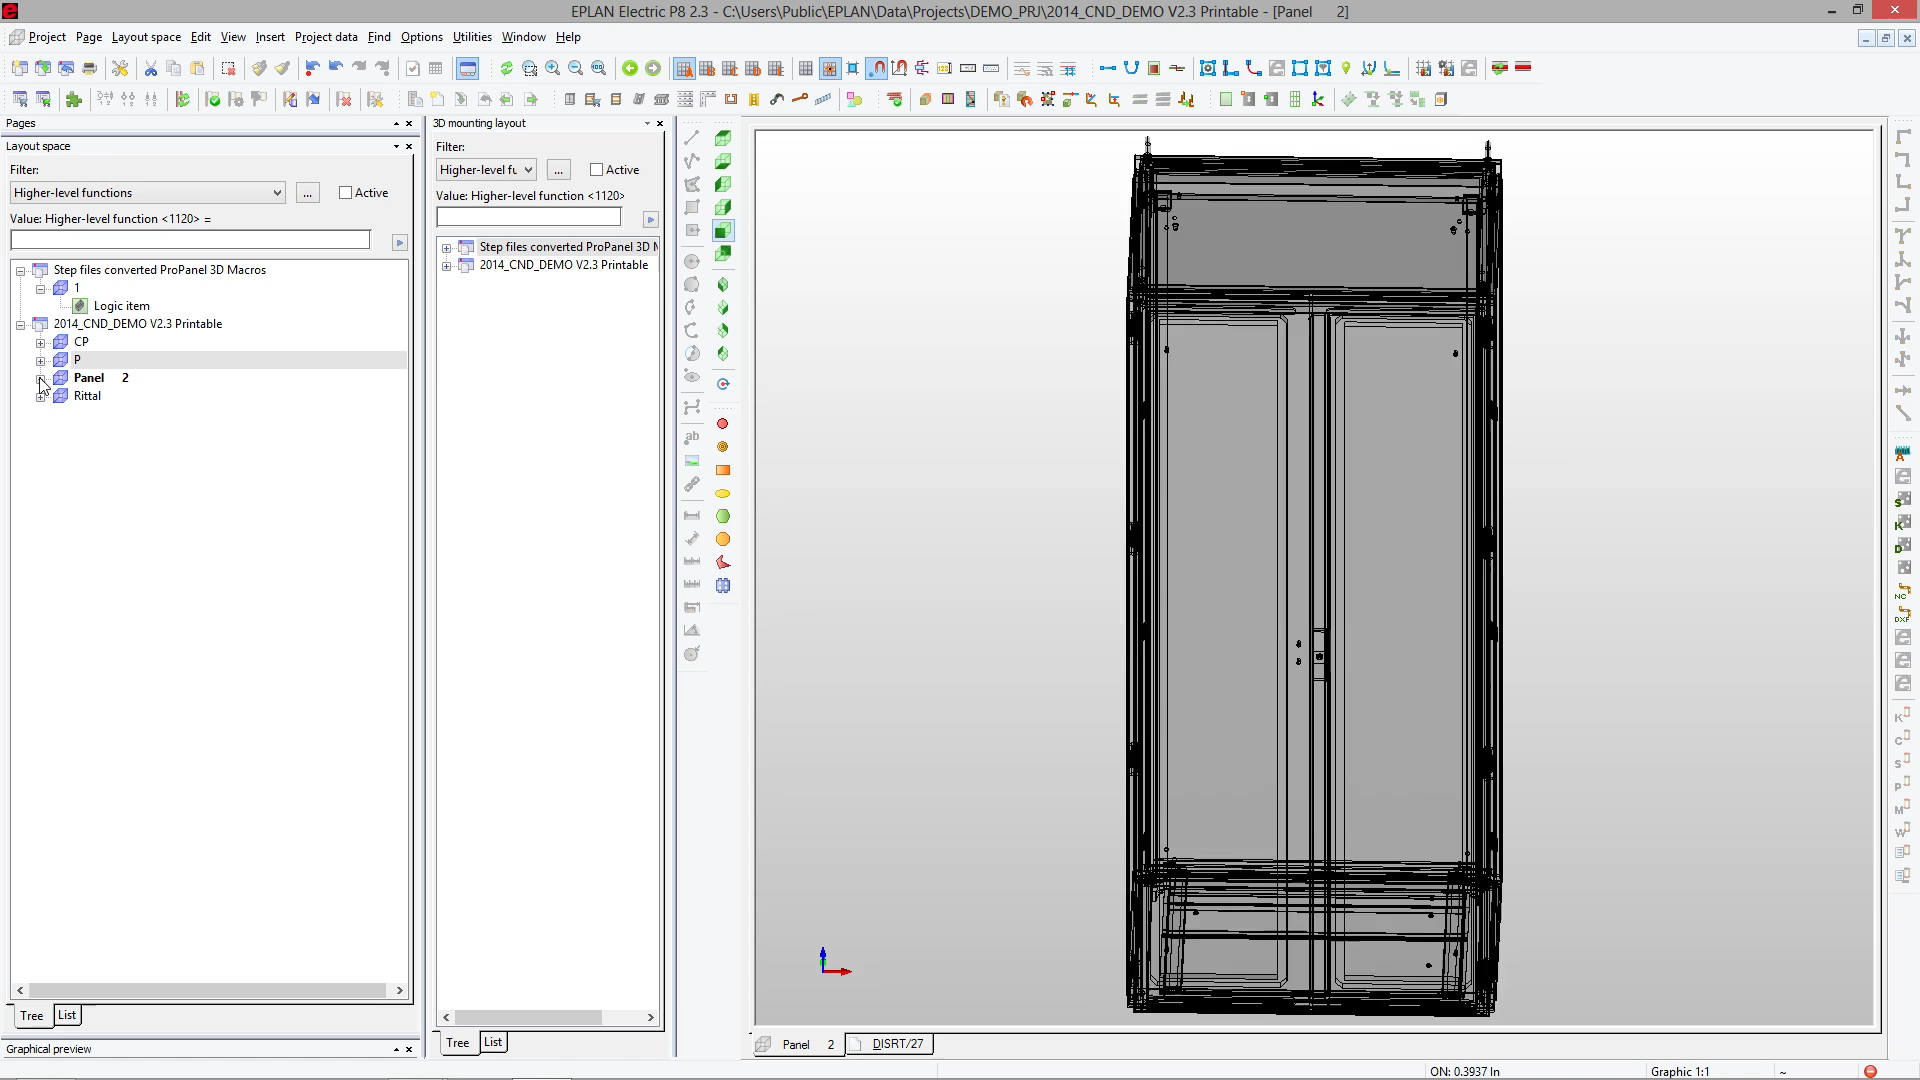 EPLAN Electric P8 2.3 - C:\Users\Public\EPLAN\Data\Projects\DEMO_PRJ\2014_CND_DEMO V2.3 Printable - [Panel 2]
Project Page Layout space Edit View Insert Project data Find Options Utilities Window Help
Pages
Layout space
Filter:
Higher-level functions
...
Active
Value: Higher-level function <1120> =
Step files converted ProPanel 3D Macros
1
Logic item
2014_CND_DEMO V2.3 Printable
CP
P
Panel 2
Rittal
Tree List
Graphical preview
3D mounting layout
Filter:
Higher-level fu
...
Active
Value: Higher-level function <1120>
Step files converted ProPanel 3D M
2014_CND_DEMO V2.3 Printable
Tree List
ab
Panel 2
DISRT/27
A
S
K
D
NC
DXF
K
C
S
P
M
W
ON: 0.3937 In
Graphic 1:1
~